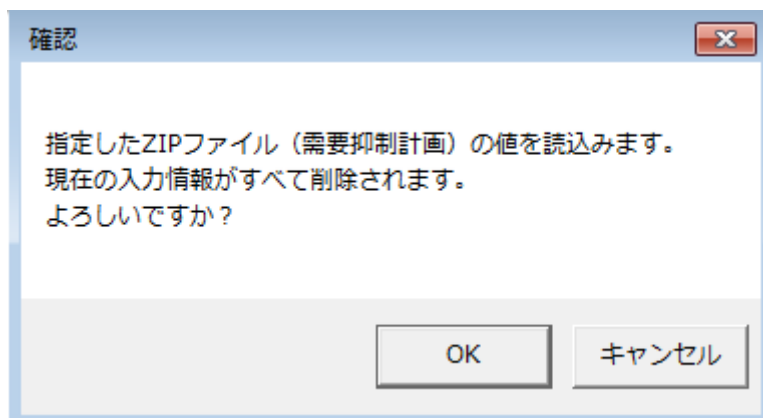 確認
指定したZIPファイル（需要抑制計画）の値を読込みます。
現在の入力情報がすべて削除されます。
よろしいですか？
OK
キャンセル